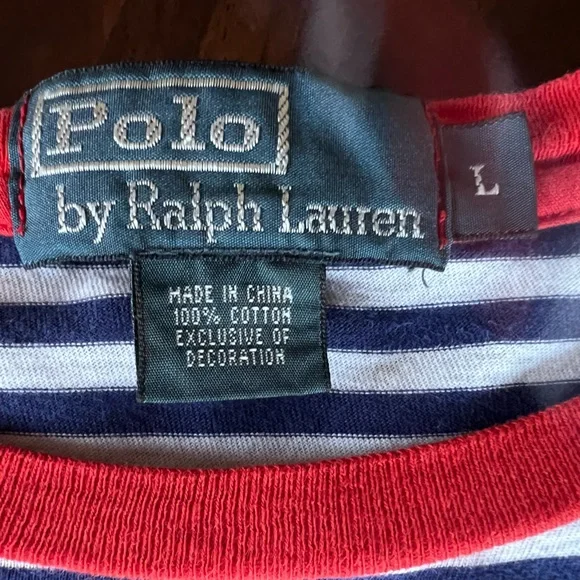 Polo
by Ralph Lauren
L
MADE IN CHINA
100% COTTON
EXCLUSIVE OF
DECORATION